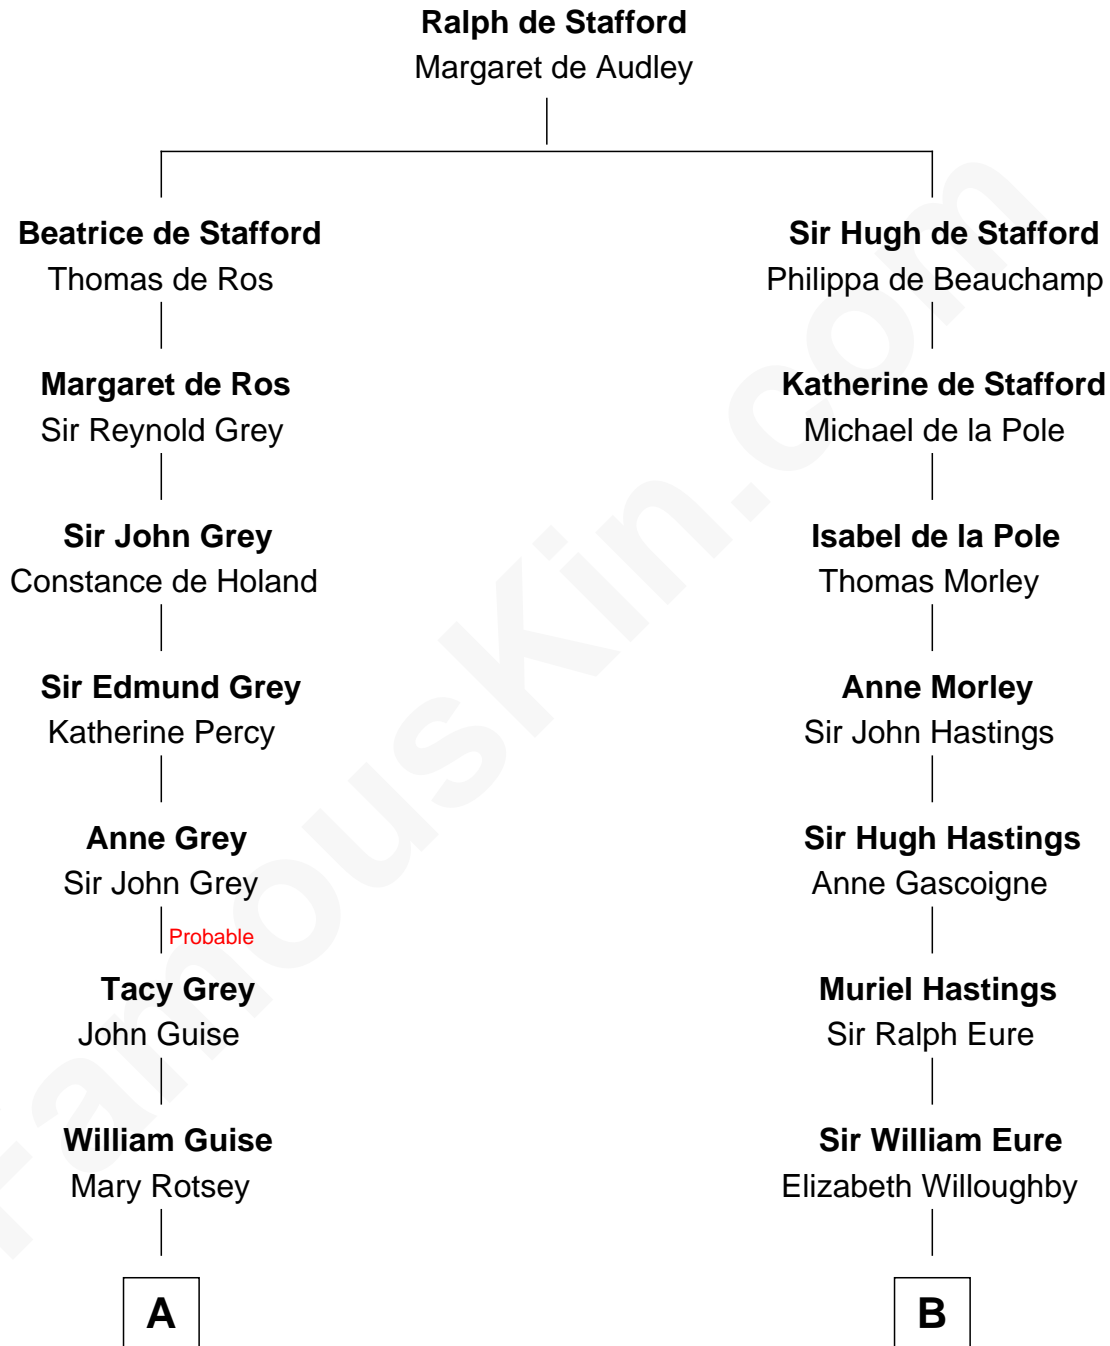 Ralph de Stafford
Margaret de Audley
Beatrice de Stafford
Thomas de Ros
Margaret de Ros
Sir Reynold Grey
Sir John Grey
Constance de Holand
Sir Edmund Grey
Katherine Percy
Anne Grey
Sir John Grey
Probable
Tacy Grey
John Guise
William Guise
Mary Rotsey
A
Sir Hugh de Stafford
Philippa de Beauchamp
Katherine de Stafford
Michael de la Pole
Isabel de la Pole
Thomas Morley
Anne Morley
Sir John Hastings
Sir Hugh Hastings
Anne Gascoigne
Muriel Hastings
Sir Ralph Eure
Sir William Eure
Elizabeth Willoughby
B
FamousKin.com